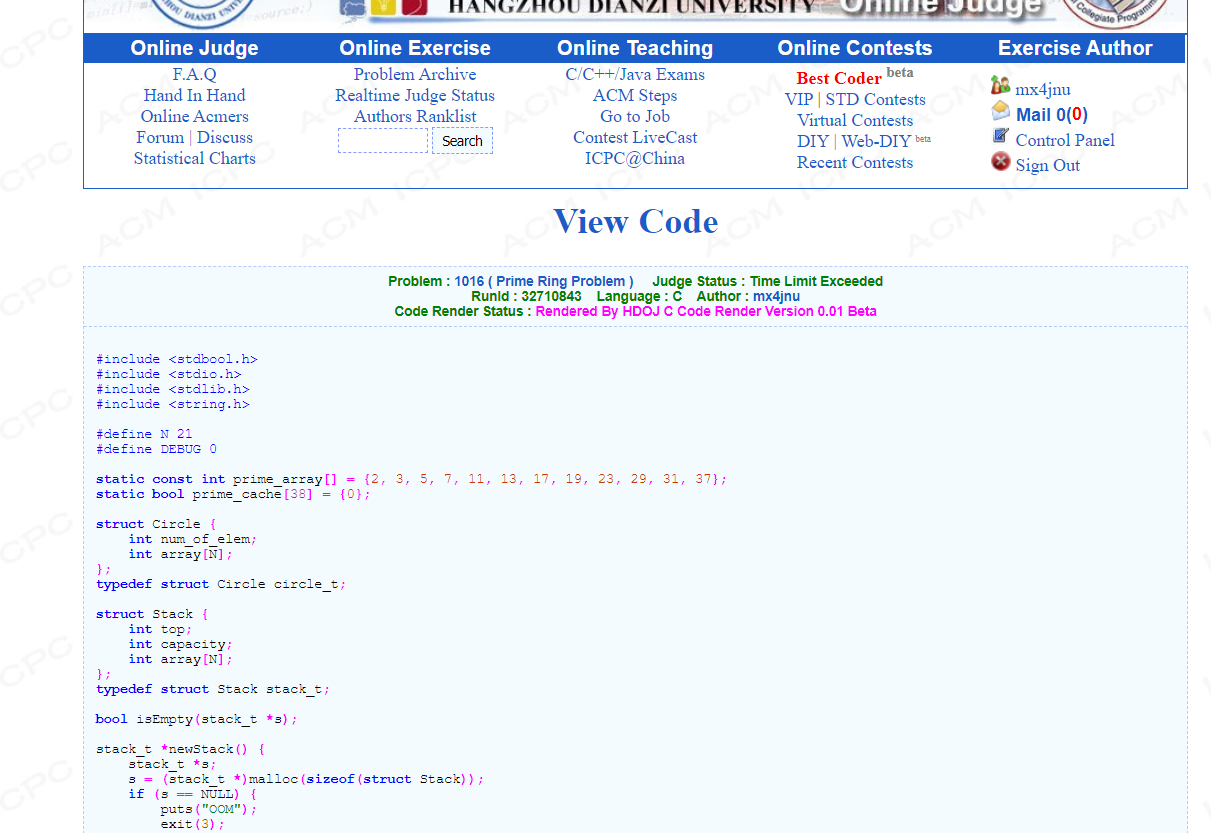 HANGZHOU DIANZI UNIVERSITY Online Judge
Online Judge Online Exercise Online Teaching Online Contests Exercise Author
F.A.Q
Hand In Hand
Online Acmers
Forum | Discuss
Statistical Charts
Problem Archive
Realtime Judge Status
Authors Ranklist
Search
C/C++/Java Exams
ACM Steps
Go to Job
Contest LiveCast
ICPC@China
Best Coder beta
VIP | STD Contests
Virtual Contests
DIY | Web-DIY beta
Recent Contests
mx4jnu
Mail 0(0)
Control Panel
Sign Out
View Code
Problem : 1016 ( Prime Ring Problem ) Judge Status : Time Limit Exceeded
RunId : 32710843 Language : C Author : mx4jnu
Code Render Status : Rendered By HDOJ C Code Render Version 0.01 Beta
#include <stdbool.h>
#include <stdio.h>
#include <stdlib.h>
#include <string.h>
#define N 21
#define DEBUG 0
static const int prime_array[] = {2, 3, 5, 7, 11, 13, 17, 19, 23, 29, 31, 37};
static bool prime_cache[38] = {0};
struct Circle {
int num_of_elem;
int array[N];
};
typedef struct Circle circle_t;
struct Stack {
int top;
int capacity;
int array[N];
};
typedef struct Stack stack_t;
bool isEmpty(stack_t *s);
stack_t *newStack() {
stack_t *s;
s = (stack_t *)malloc(sizeof(struct Stack));
if (s == NULL) {
puts("OOM");
exit(3);